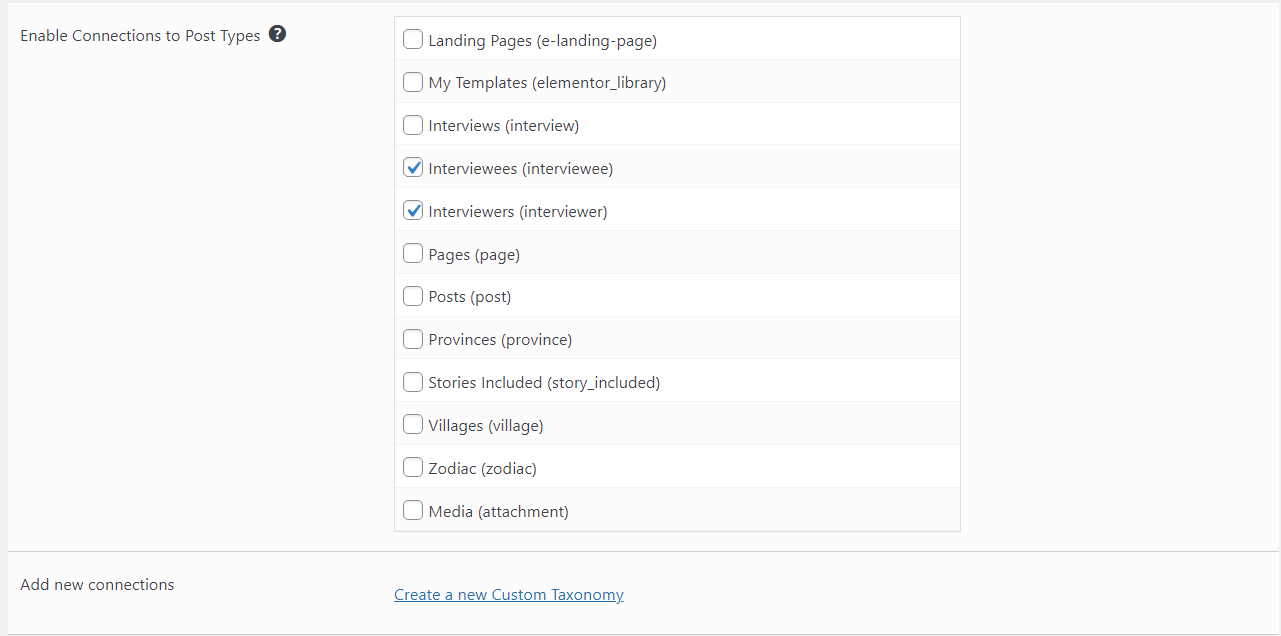 Enable Connections to Post Types ?
Landing Pages (e-landing-page)
My Templates (elementor_library)
Interviews (interview)
Interviewees (interviewee)
Interviewers (interviewer)
Pages (page)
Posts (post)
Provinces (province)
Stories Included (story_included)
Villages (village)
Zodiac (zodiac)
Media (attachment)
Add new connections
Create a new Custom Taxonomy